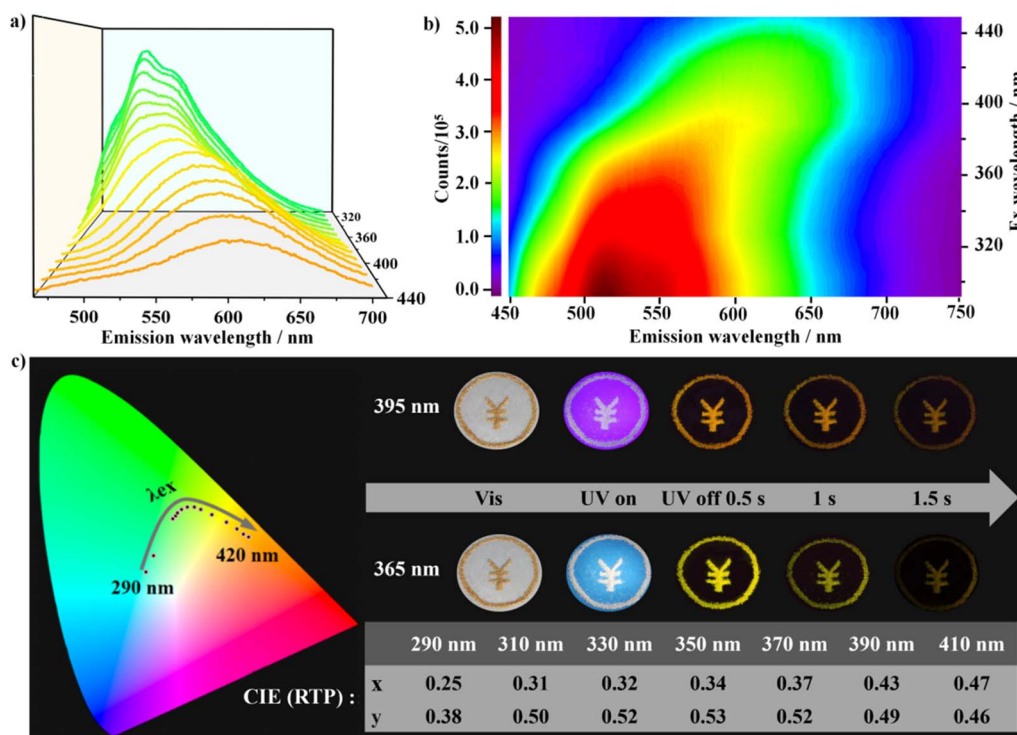 a)
320
360
400
440
500
550
600
650
700
Emission wavelength / nm
b)
5.2
4.0
3.0
2.0
1.0
0.0
Counts/10⁵
440
400
360
320
Ex wavelength / nm
450
500
550
600
650
700
750
Emission wavelength / nm
c)
λex
290 nm
420 nm
395 nm
¥ ¥ ¥ ¥ ¥
Vis UV on UV off 0.5 s 1 s 1.5 s
365 nm
¥ ¥ ¥ ¥ ¥
290 nm 310 nm 330 nm 350 nm 370 nm 390 nm 410 nm
CIE (RTP) :
x 0.25 0.31 0.32 0.34 0.37 0.43 0.47
y 0.38 0.50 0.52 0.53 0.52 0.49 0.46